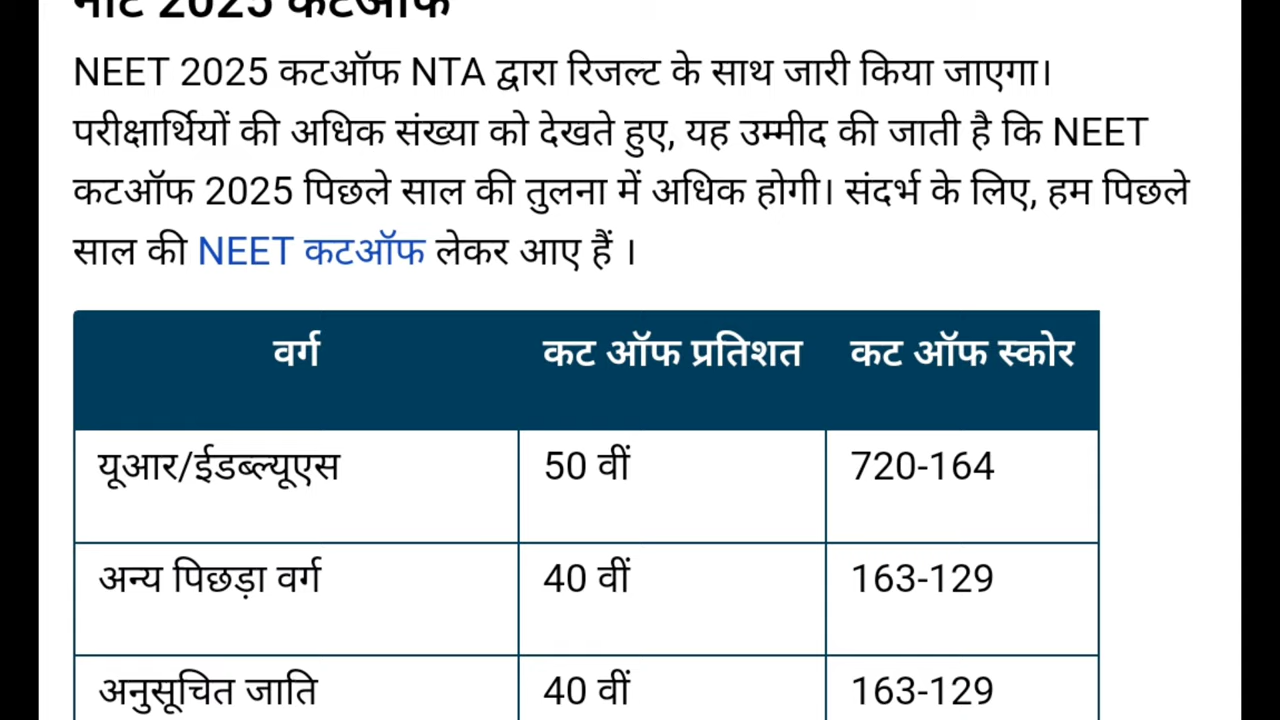 नीट 2025 कटऑफ
NEET 2025 कटऑफ NTA द्वारा रिजल्ट के साथ जारी किया जाएगा।
परीक्षार्थियों की अधिक संख्या को देखते हुए, यह उम्मीद की जाती है कि NEET
कटऑफ 2025 पिछले साल की तुलना में अधिक होगी। संदर्भ के लिए, हम पिछले
साल की NEET कटऑफ लेकर आए हैं ।
वर्ग कट ऑफ प्रतिशत कट ऑफ स्कोर
यूआर/ईडब्ल्यूएस 50 वीं 720-164
अन्य पिछड़ा वर्ग 40 वीं 163-129
अनुसूचित जाति 40 वीं 163-129